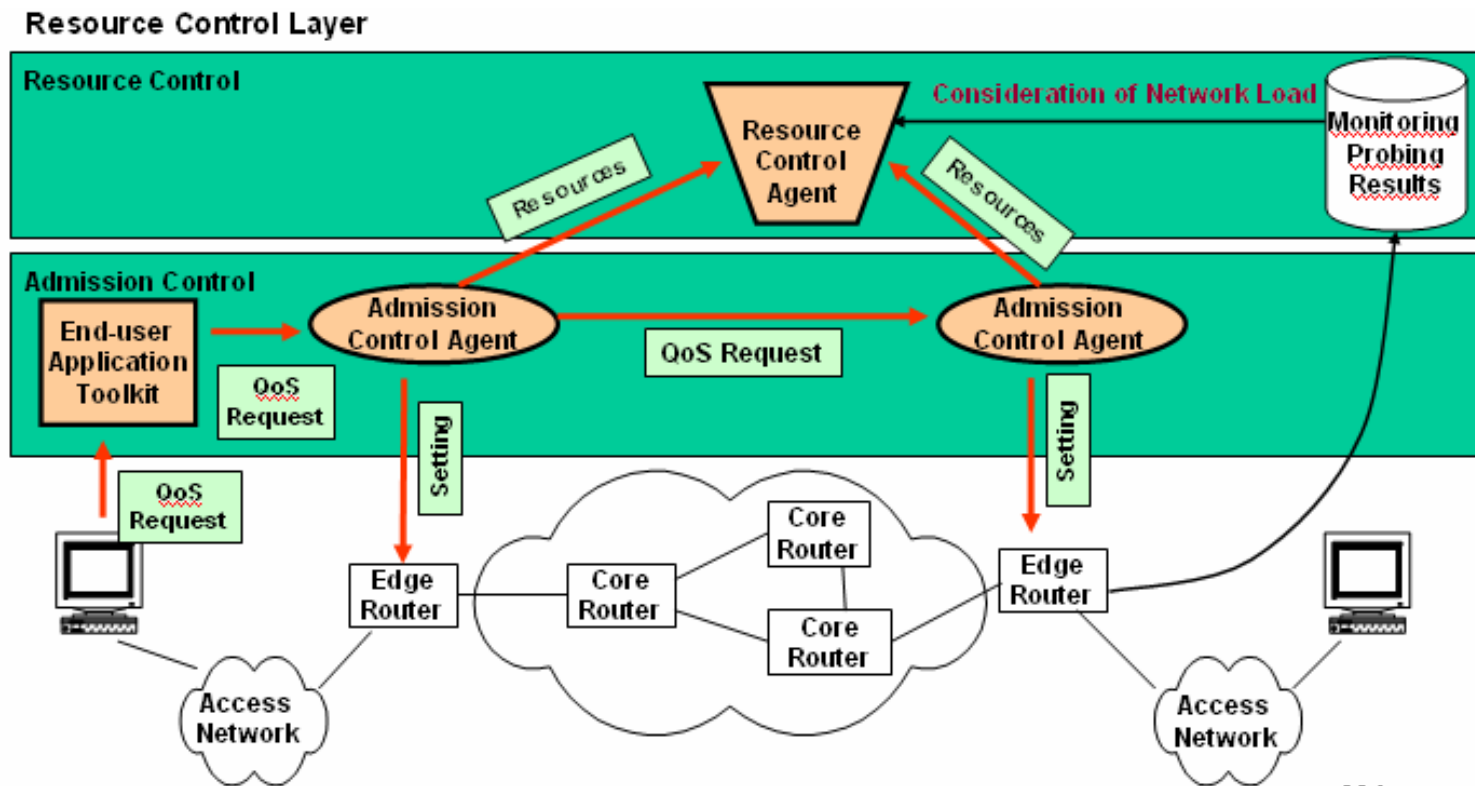 Resource Control Layer
Resource Control
Consideration of Network Load
Resource
Control
Agent
Monitoring
Probing
Results
Resources
Resources
Admission Control
End-user
Application
Toolkit
Admission
Control Agent
Admission
Control Agent
QoS Request
QoS
Request
Setting
Setting
QoS
Request
Edge
Router
Core
Router
Core
Router
Core
Router
Edge
Router
Access
Network
Access
Network